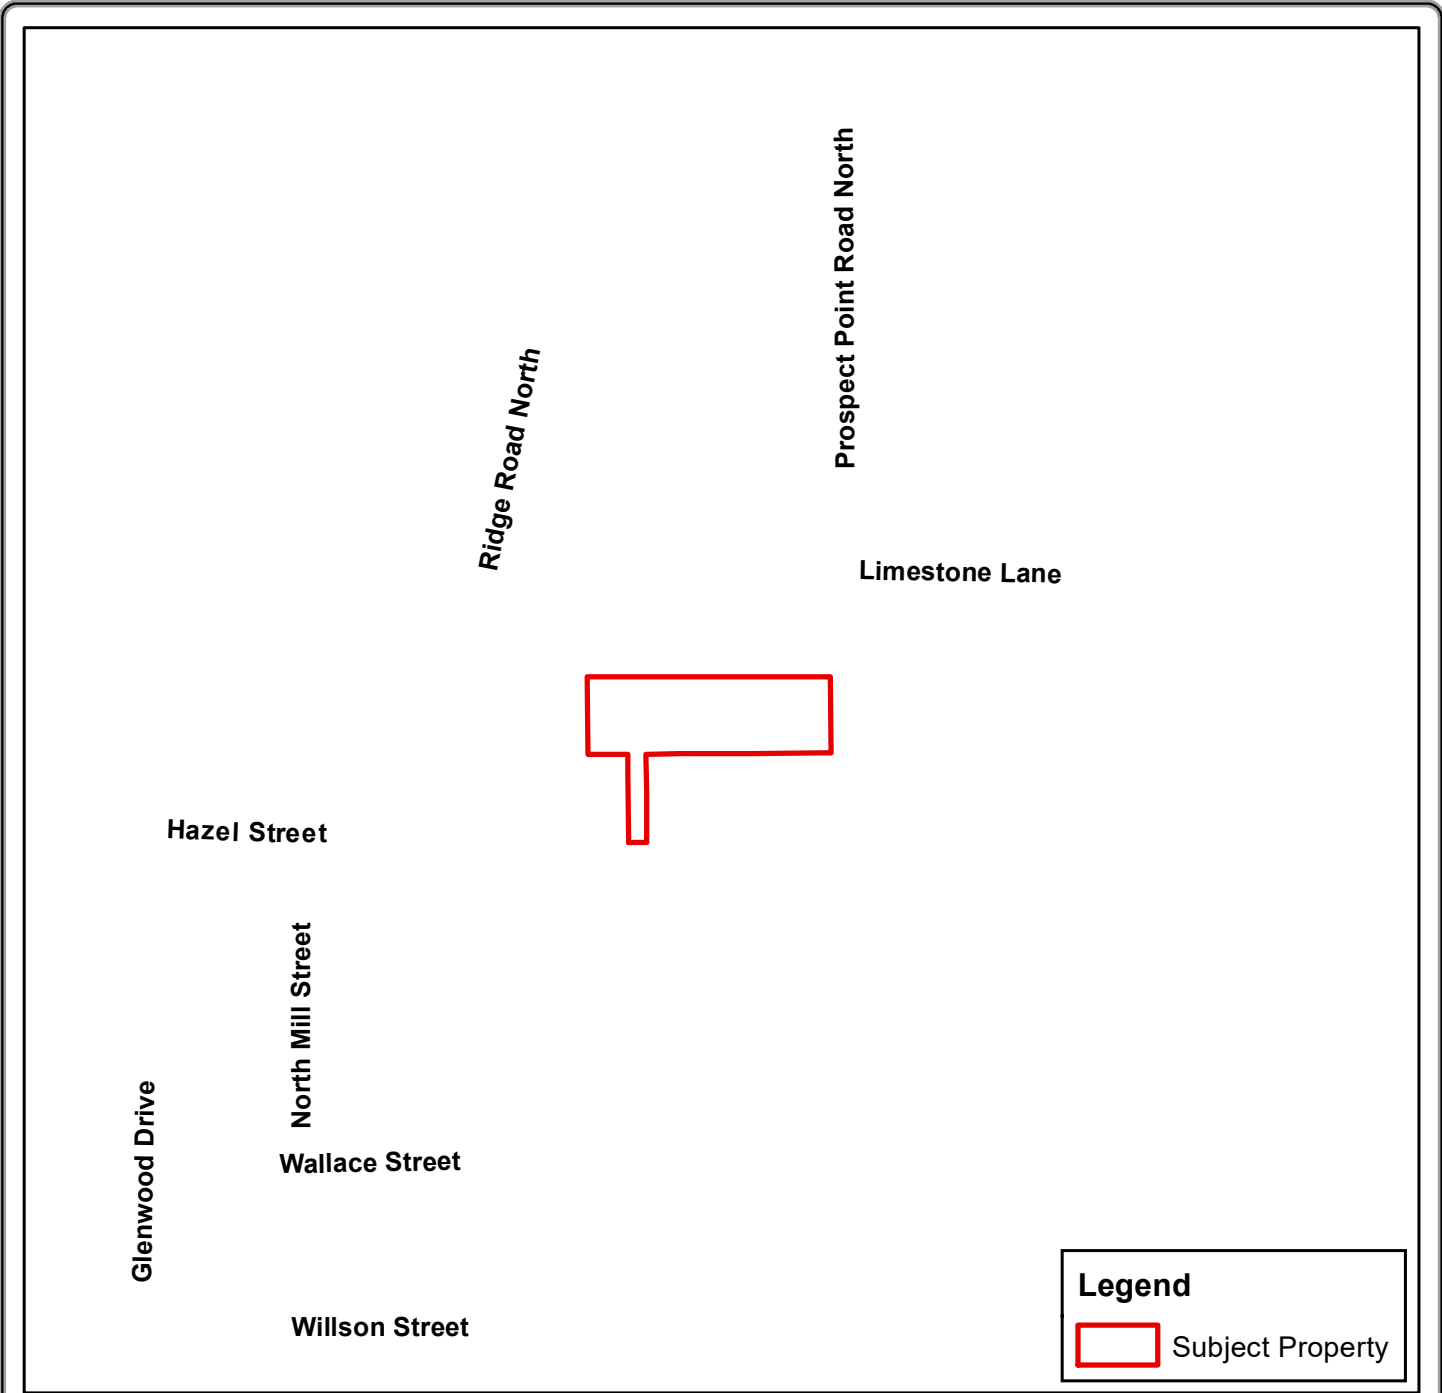 Prospect Point Road North
Ridge Road North
Limestone Lane
Hazel Street
North Mill Street
Glenwood Drive
Wallace Street
Willson Street
Legend
Subject Property